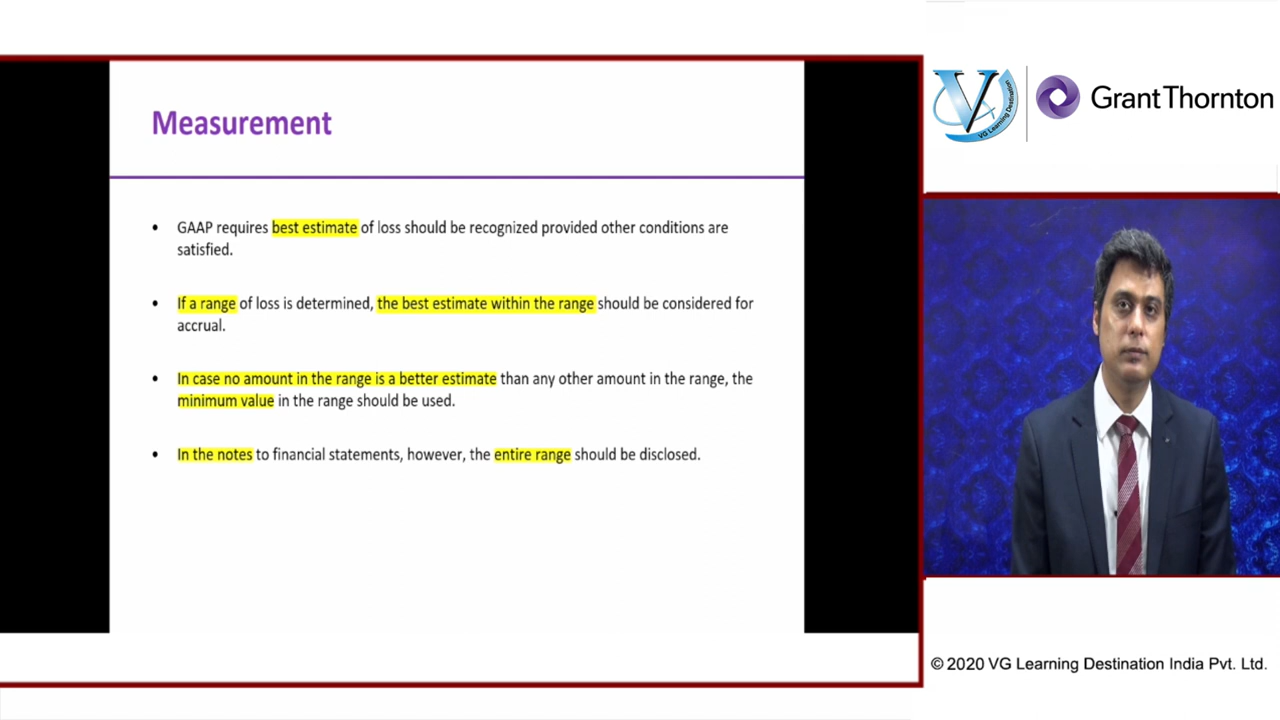 Measurement
• GAAP requires best estimate of loss should be recognized provided other conditions are
satisfied.
• If a range of loss is determined, the best estimate within the range should be considered for
accrual.
• In case no amount in the range is a better estimate than any other amount in the range, the
minimum value in the range should be used.
• In the notes to financial statements, however, the entire range should be disclosed.
V
VG Learning Destination
Grant Thornton
© 2020 VG Learning Destination India Pvt. Ltd.